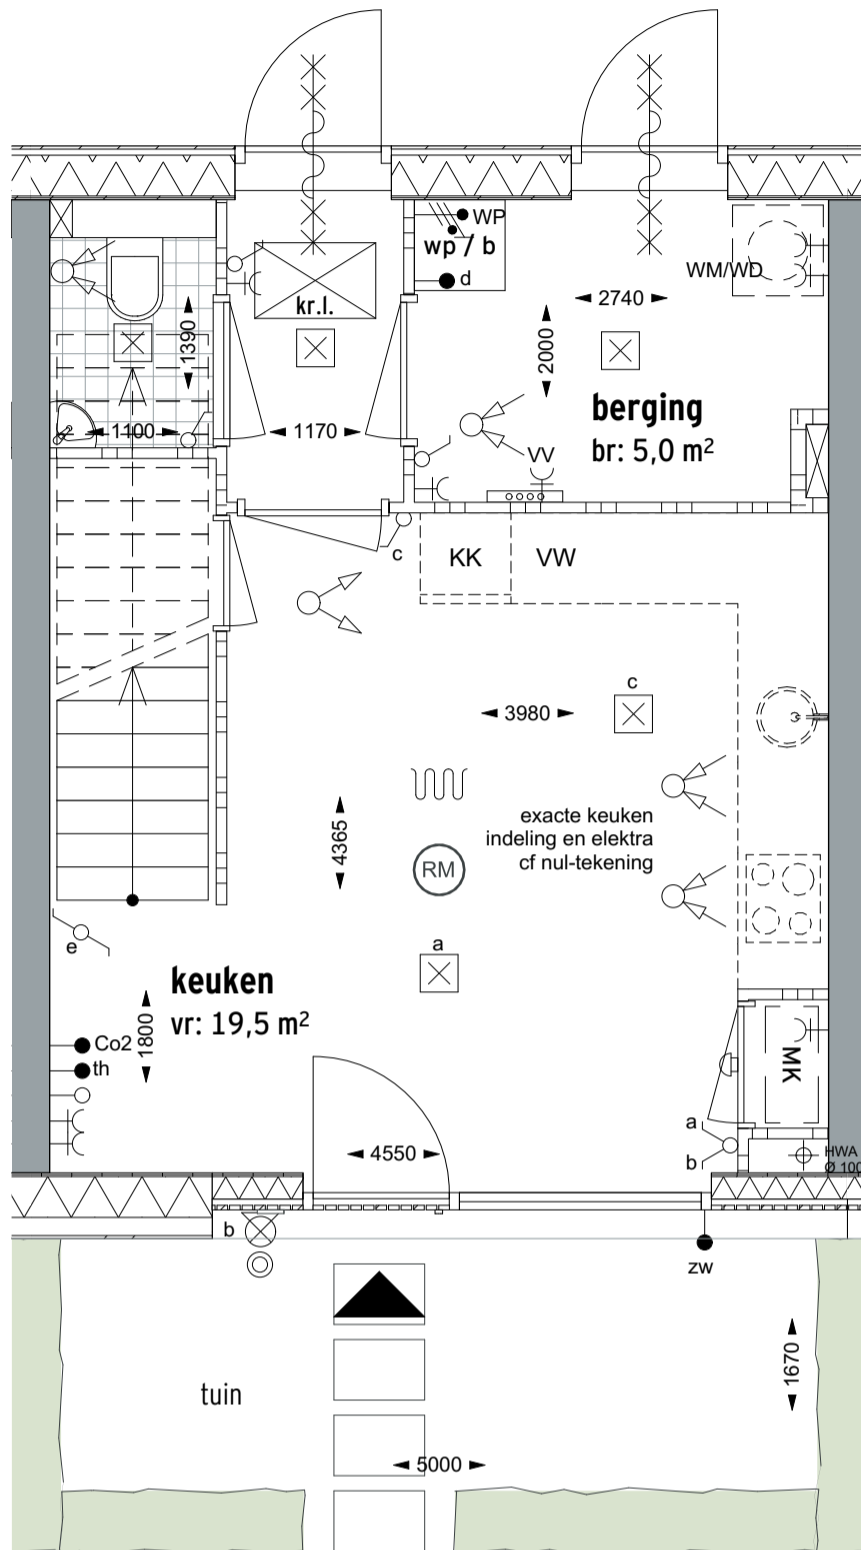 WP
wp / b
d
WM/WD
kr.l.
2740
1390
2000
1100
1170
berging
br: 5,0 m²
VV
c
KK
VW
c
3980
exacte keuken
indeling en elektra
cf nul-tekening
4365
RM
a
e
keuken
vr: 19,5 m²
Co2
th
1800
MK
a
b
4550
HWA
Ø 100
b
zw
1670
tuin
5000